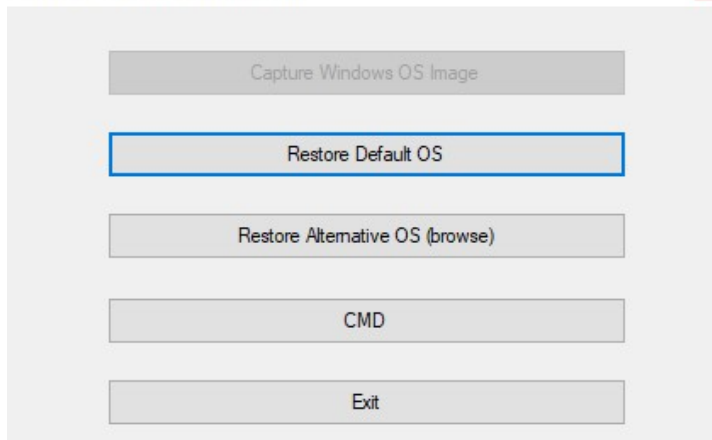 Capture Windows OS Image
Restore Default OS
Restore Alternative OS (browse)
CMD
Exit